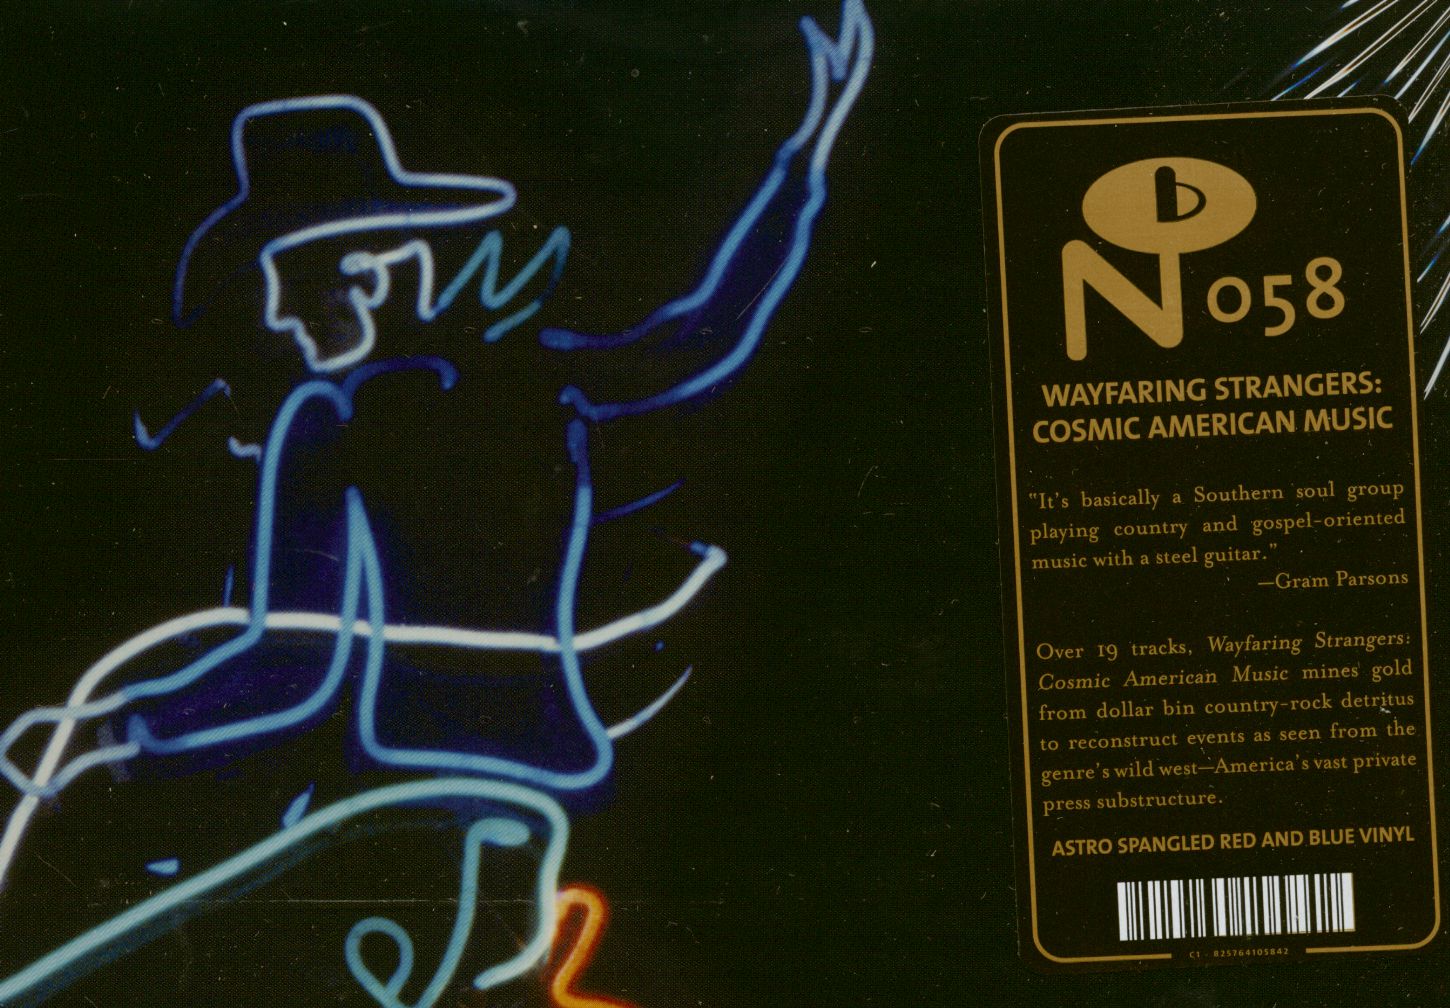 b
N 058
WAYFARING STRANGERS:
COSMIC AMERICAN MUSIC
"It's basically a Southern soul group
playing country and gospel-oriented
music with a steel guitar."
—Gram Parsons
Over 19 tracks, Wayfaring Strangers:
Cosmic American Music mines gold
from dollar bin country-rock detritus
to reconstruct events as seen from the
genre's wild west—America's vast private
press substructure.
ASTRO SPANGLED RED AND BLUE VINYL
C1 - 825764105842